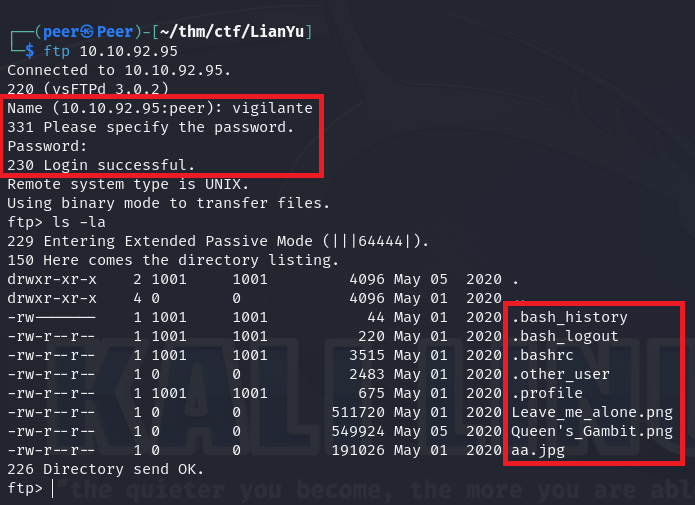 ┌──(peer㉿Peer)-[~/thm/ctf/LianYu]
└─$ ftp 10.10.92.95
Connected to 10.10.92.95.
220 (vsFTPd 3.0.2)
Name (10.10.92.95:peer): vigilante
331 Please specify the password.
Password:
230 Login successful.
Remote system type is UNIX.
Using binary mode to transfer files.
ftp> ls -la
229 Entering Extended Passive Mode (|||64444|).
150 Here comes the directory listing.
drwxr-xr-x    2 1001     1001         4096 May 05  2020 .
drwxr-xr-x    4 0        0            4096 May 01  2020 ..
-rw-------    1 1001     1001           44 May 01  2020 .bash_history
-rw-r--r--    1 1001     1001          220 May 01  2020 .bash_logout
-rw-r--r--    1 1001     1001         3515 May 01  2020 .bashrc
-rw-r--r--    1 0        0            2483 May 01  2020 .other_user
-rw-r--r--    1 1001     1001          675 May 01  2020 .profile
-rw-r--r--    1 0        0          511720 May 01  2020 Leave_me_alone.png
-rw-r--r--    1 0        0          549924 May 05  2020 Queen's_Gambit.png
-rw-r--r--    1 0        0          191026 May 01  2020 aa.jpg
226 Directory send OK.
ftp>
KALI LINUX
"the quieter you become, the more you are able